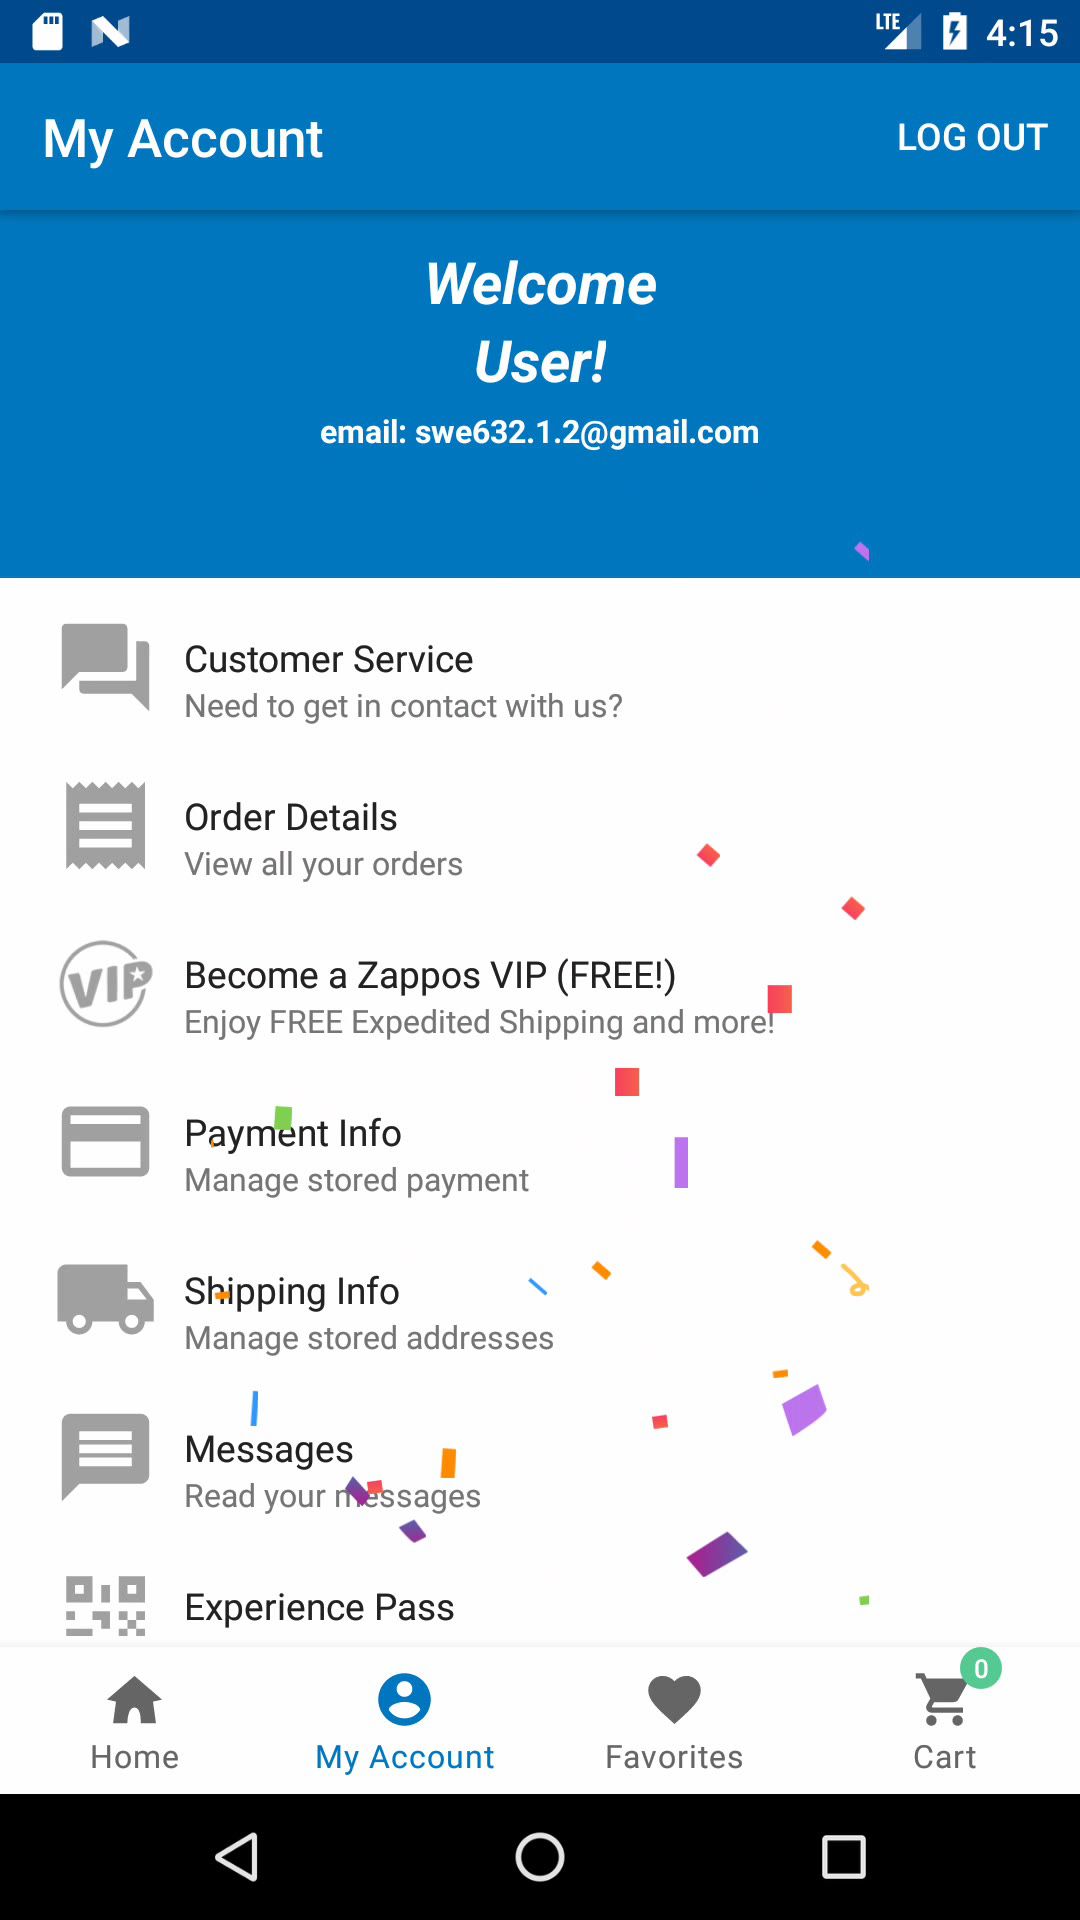 LTE 4:15
My Account
LOG OUT
Welcome
User!
email: swe632.1.2@gmail.com
Customer Service
Need to get in contact with us?
Order Details
View all your orders
VIP
Become a Zappos VIP (FREE!)
Enjoy FREE Expedited Shipping and more!
Payment Info
Manage stored payment
Shipping Info
Manage stored addresses
Messages
Read your messages
Experience Pass
0
Home
My Account
Favorites
Cart